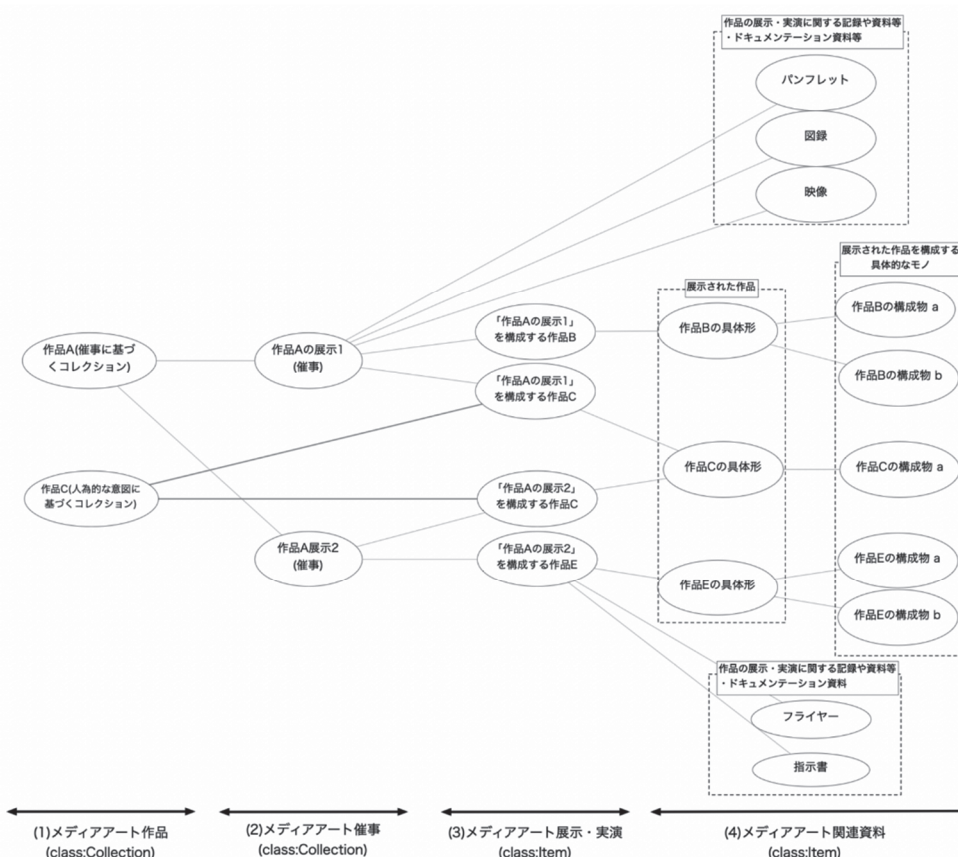 作品の展示・実演に関する記録や資料等
・ドキュメンテーション資料等
パンフレット
図録
映像
展示された作品を構成する
具体的なモノ
展示された作品
作品A(催事に基づ
くコレクション)
作品Aの展示1
(催事)
「作品Aの展示1」
を構成する作品B
作品Bの具体形
作品Bの構成物 a
作品Bの構成物 b
「作品Aの展示1」
を構成する作品C
作品C(人為的な意図に
基づくコレクション)
作品Cの具体形
作品Cの構成物 a
「作品Aの展示2」
を構成する作品C
作品A展示2
(催事)
「作品Aの展示2」
を構成する作品E
作品Eの具体形
作品Eの構成物 a
作品Eの構成物 b
作品の展示・実演に関する記録や資料等
・ドキュメンテーション資料
フライヤー
指示書
(1)メディアアート作品
(class:Collection)
(2)メディアアート催事
(class:Collection)
(3)メディアアート展示・実演
(class:Item)
(4)メディアアート関連資料
(class:Item)